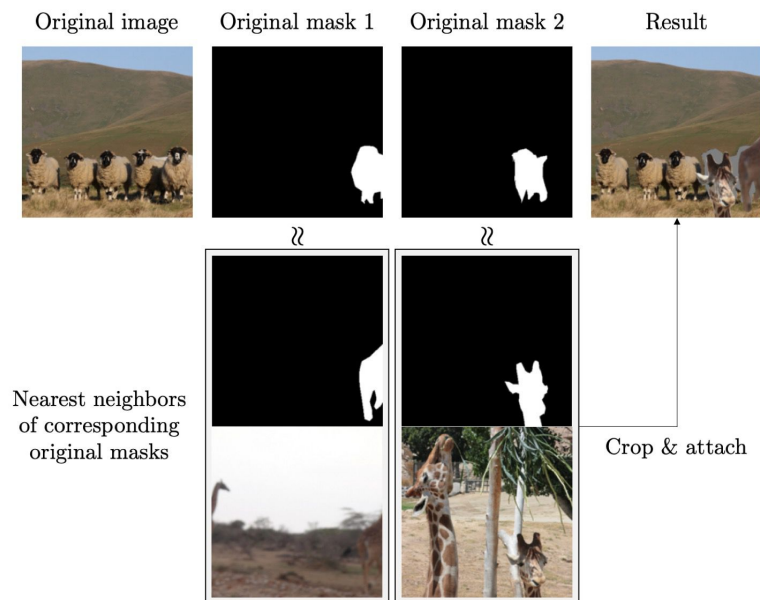 Original image
Original mask 1
Original mask 2
Result
≈
≈
Nearest neighbors
of corresponding
original masks
Crop & attach